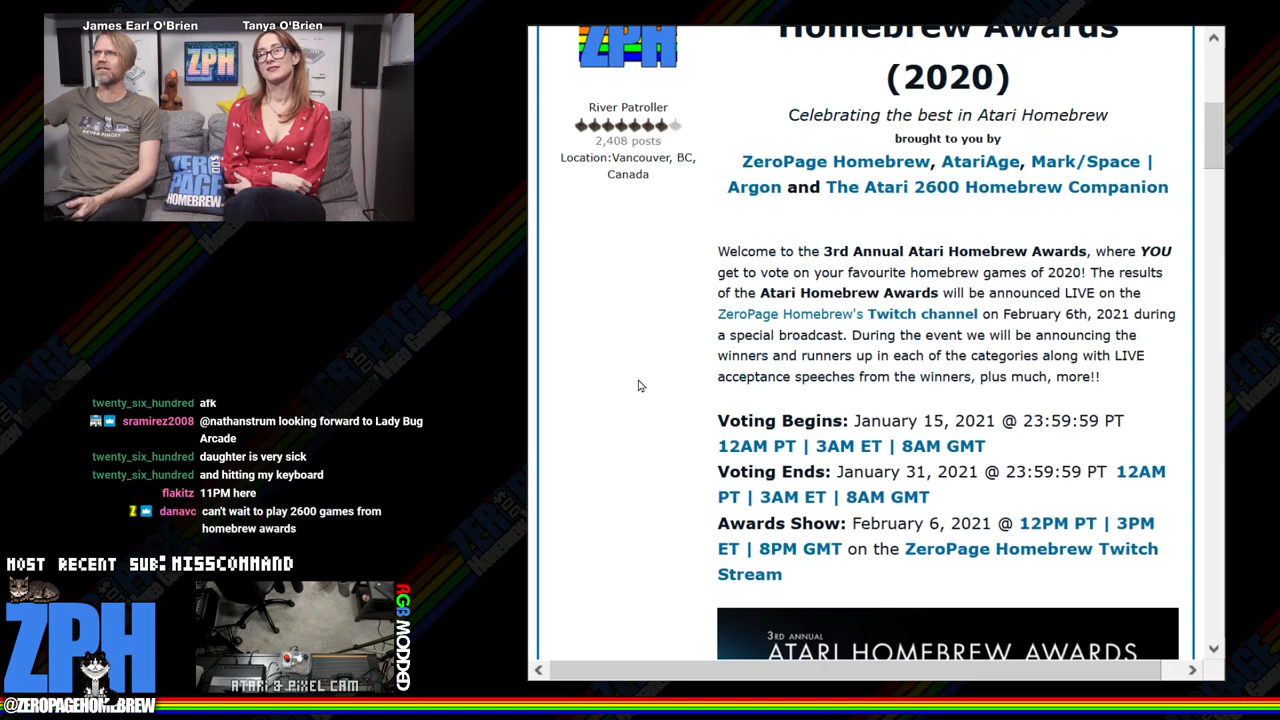 James Earl O'Brien
Tanya O'Brien
ZPH
NEVER FORGET
ZERO
PAGE
HOMEBREW
twenty_six_hundred afk
sramirez2008 @nathanstrum looking forward to Lady Bug
Arcade
twenty_six_hundred daughter is very sick
twenty_six_hundred and hitting my keyboard
flakitz 11PM here
Z danavc can't wait to play 2600 games from
homebrew awards
MOST RECENT SUB: MISSCOMMAND
ZPH
@ZEROPAGEHOMEBREW
ATARI & PIXEL CAM
RGB MODDED
ZPH
River Patroller
2,408 posts
Location:Vancouver, BC,
Canada
Homebrew Awards
(2020)
Celebrating the best in Atari Homebrew
brought to you by
ZeroPage Homebrew, AtariAge, Mark/Space |
Argon and The Atari 2600 Homebrew Companion
Welcome to the 3rd Annual Atari Homebrew Awards, where YOU
get to vote on your favourite homebrew games of 2020! The results
of the Atari Homebrew Awards will be announced LIVE on the
ZeroPage Homebrew's Twitch channel on February 6th, 2021 during
a special broadcast. During the event we will be announcing the
winners and runners up in each of the categories along with LIVE
acceptance speeches from the winners, plus much, more!!
Voting Begins: January 15, 2021 @ 23:59:59 PT
12AM PT | 3AM ET | 8AM GMT
Voting Ends: January 31, 2021 @ 23:59:59 PT 12AM
PT | 3AM ET | 8AM GMT
Awards Show: February 6, 2021 @ 12PM PT | 3PM
ET | 8PM GMT on the ZeroPage Homebrew Twitch
Stream
3RD ANNUAL
ATARI HOMEBREW AWARDS